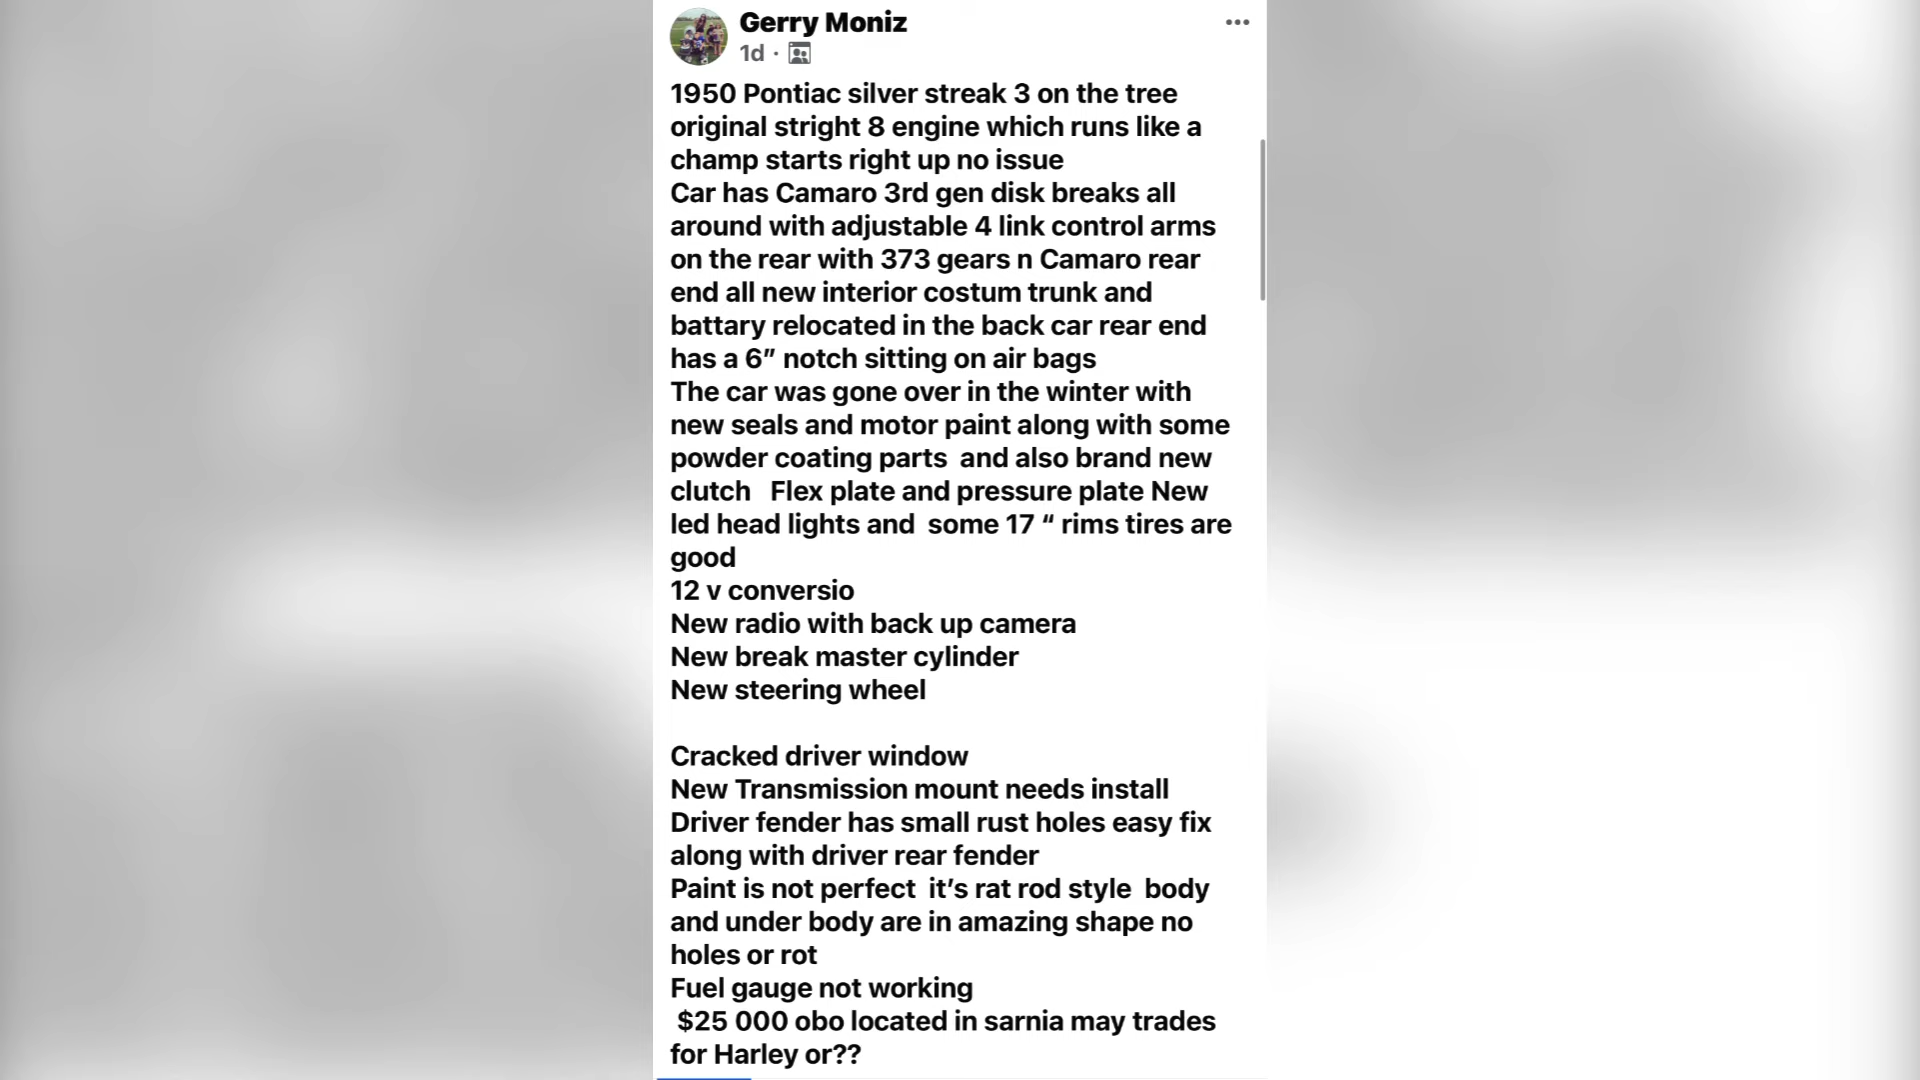 Gerry Moniz
1d ·
1950 Pontiac silver streak 3 on the tree
original stright 8 engine which runs like a
champ starts right up no issue
Car has Camaro 3rd gen disk breaks all
around with adjustable 4 link control arms
on the rear with 373 gears n Camaro rear
end all new interior costum trunk and
battary relocated in the back car rear end
has a 6” notch sitting on air bags
The car was gone over in the winter with
new seals and motor paint along with some
powder coating parts  and also brand new
clutch   Flex plate and pressure plate New
led head lights and  some 17 “ rims tires are
good
12 v conversio
New radio with back up camera
New break master cylinder
New steering wheel
Cracked driver window
New Transmission mount needs install
Driver fender has small rust holes easy fix
along with driver rear fender
Paint is not perfect  it’s rat rod style  body
and under body are in amazing shape no
holes or rot
Fuel gauge not working
$25 000 obo located in sarnia may trades
for Harley or??